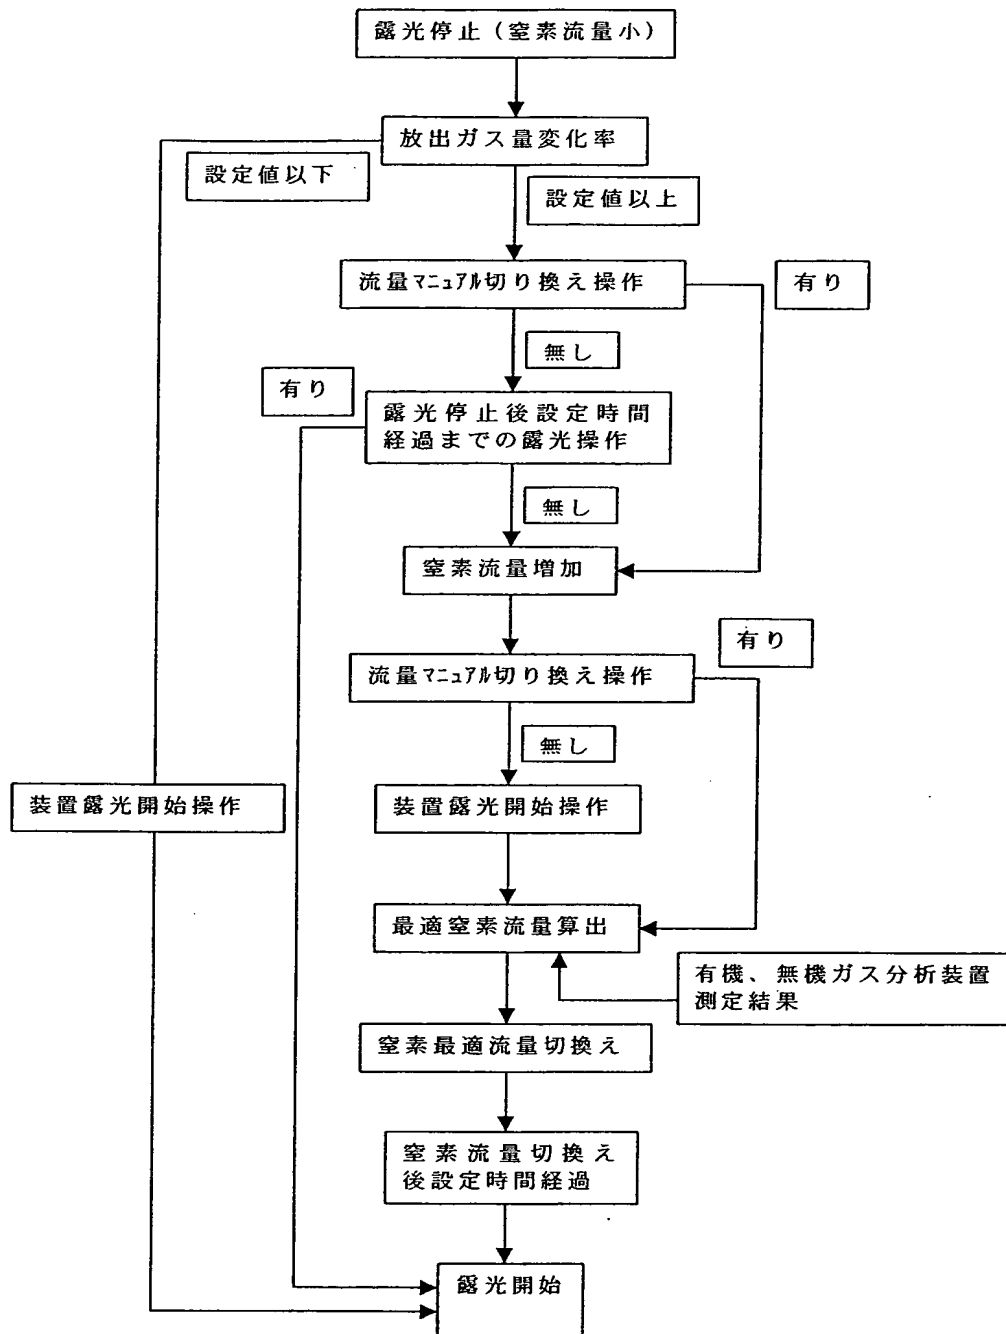 露光停止（窒素流量小）
放出ガス量変化率
設定値以下
設定値以上
流量ﾏﾆｭｱﾙ切り換え操作
有り
無し
有り
露光停止後設定時間
経過までの露光操作
無し
窒素流量増加
有り
流量ﾏﾆｭｱﾙ切り換え操作
無し
装置露光開始操作
装置露光開始操作
最適窒素流量算出
有機、無機ガス分析装置
測定結果
窒素最適流量切換え
窒素流量切換え
後設定時間経過
露光開始